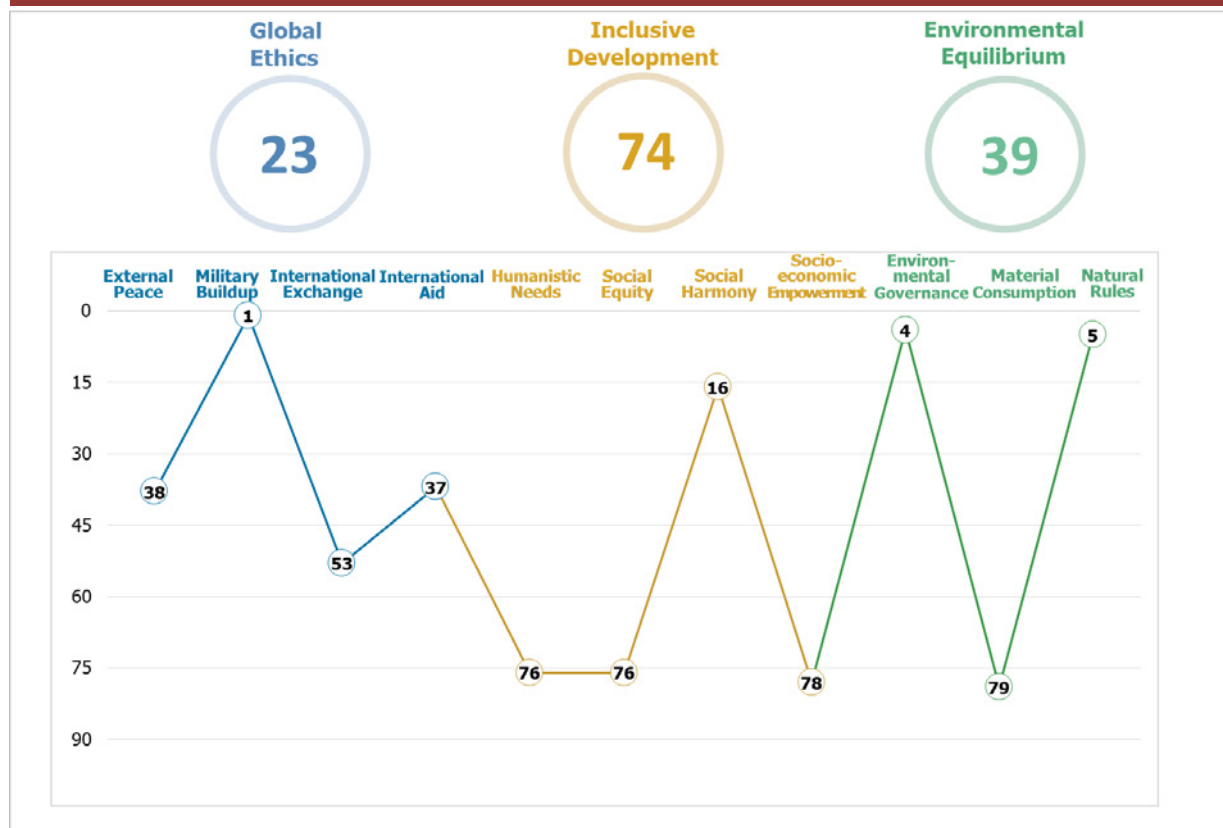 Global
Ethics
23
Inclusive
Development
74
Environmental
Equilibrium
39
External
Peace
Military
Buildup
International
Exchange
International
Aid
Humanistic
Needs
Social
Equity
Social
Harmony
Socio-
economic
Empowerment
Environ-
mental
Governance
Material
Consumption
Natural
Rules
0
15
30
45
60
75
90
38
1
53
37
76
76
16
78
4
79
5